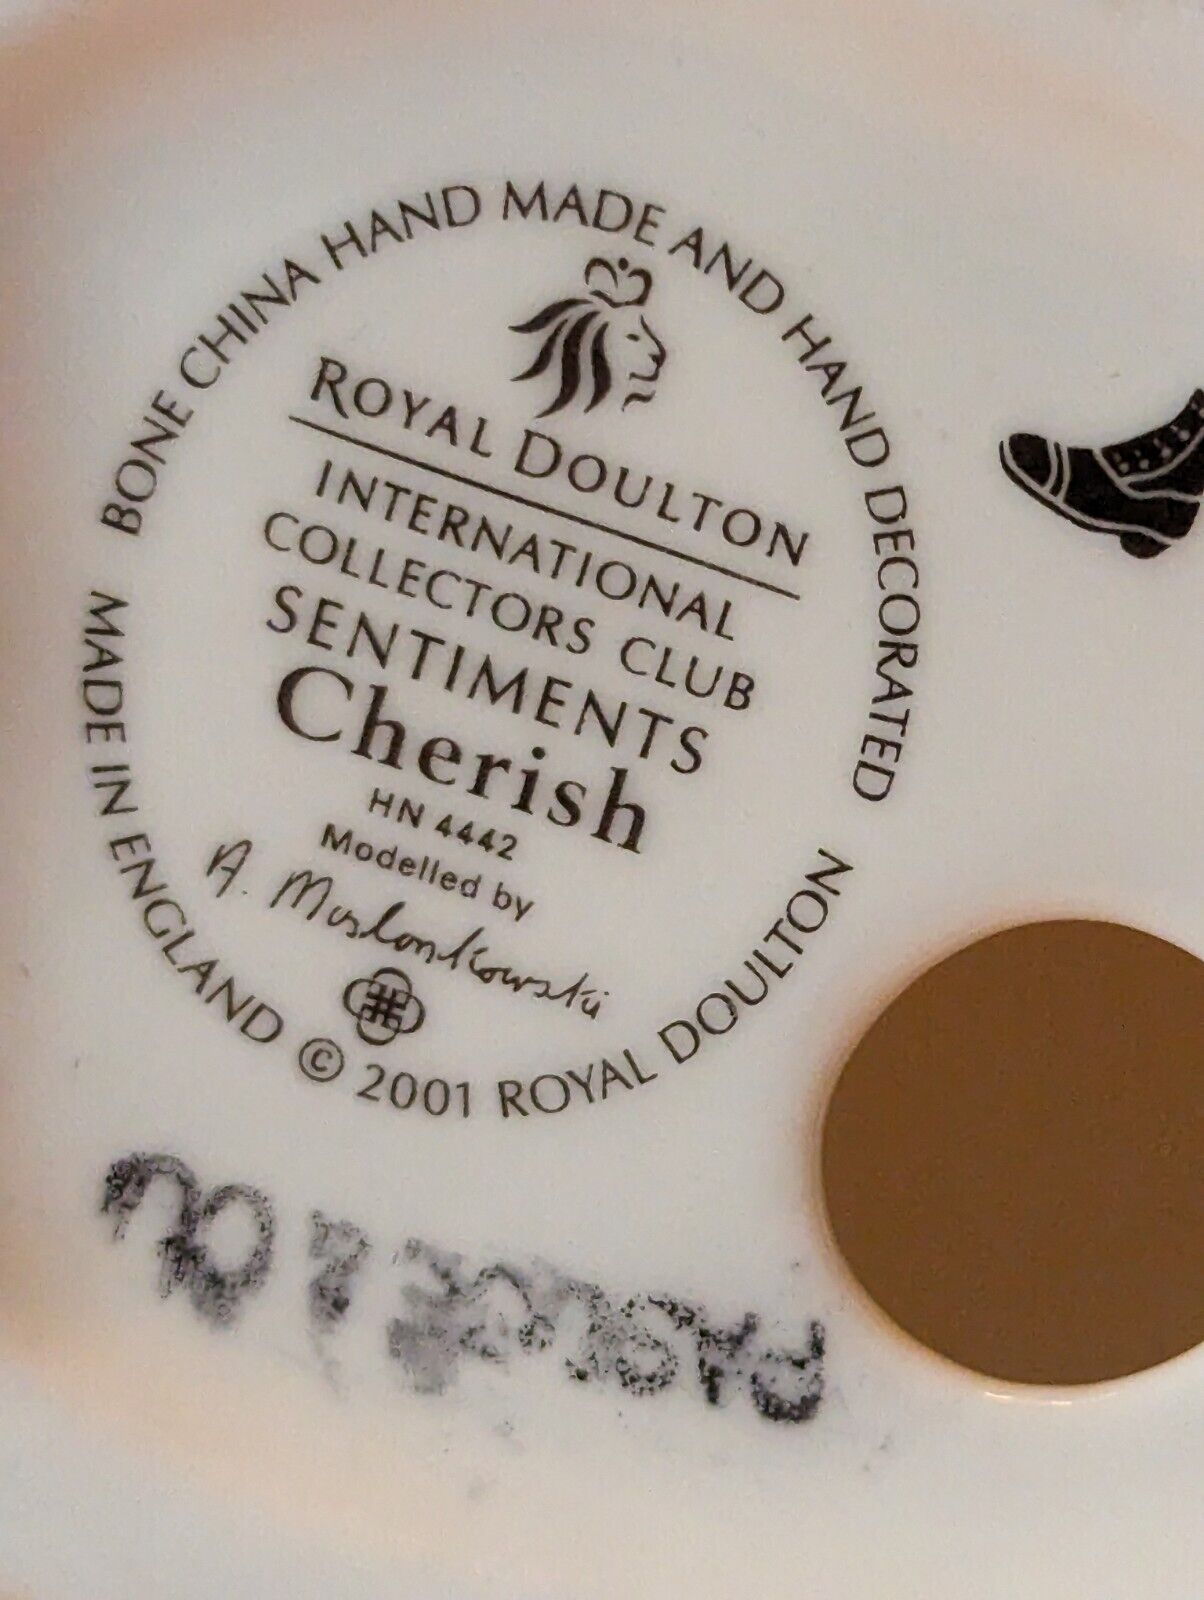 BONE CHINA HAND MADE AND HAND DECORATED
ROYAL DOULTON
INTERNATIONAL
COLLECTORS CLUB
SENTIMENTS
Cherish
HN 4442
Modelled by
A. Maslankowski
MADE IN ENGLAND © 2001 ROYAL DOULTON